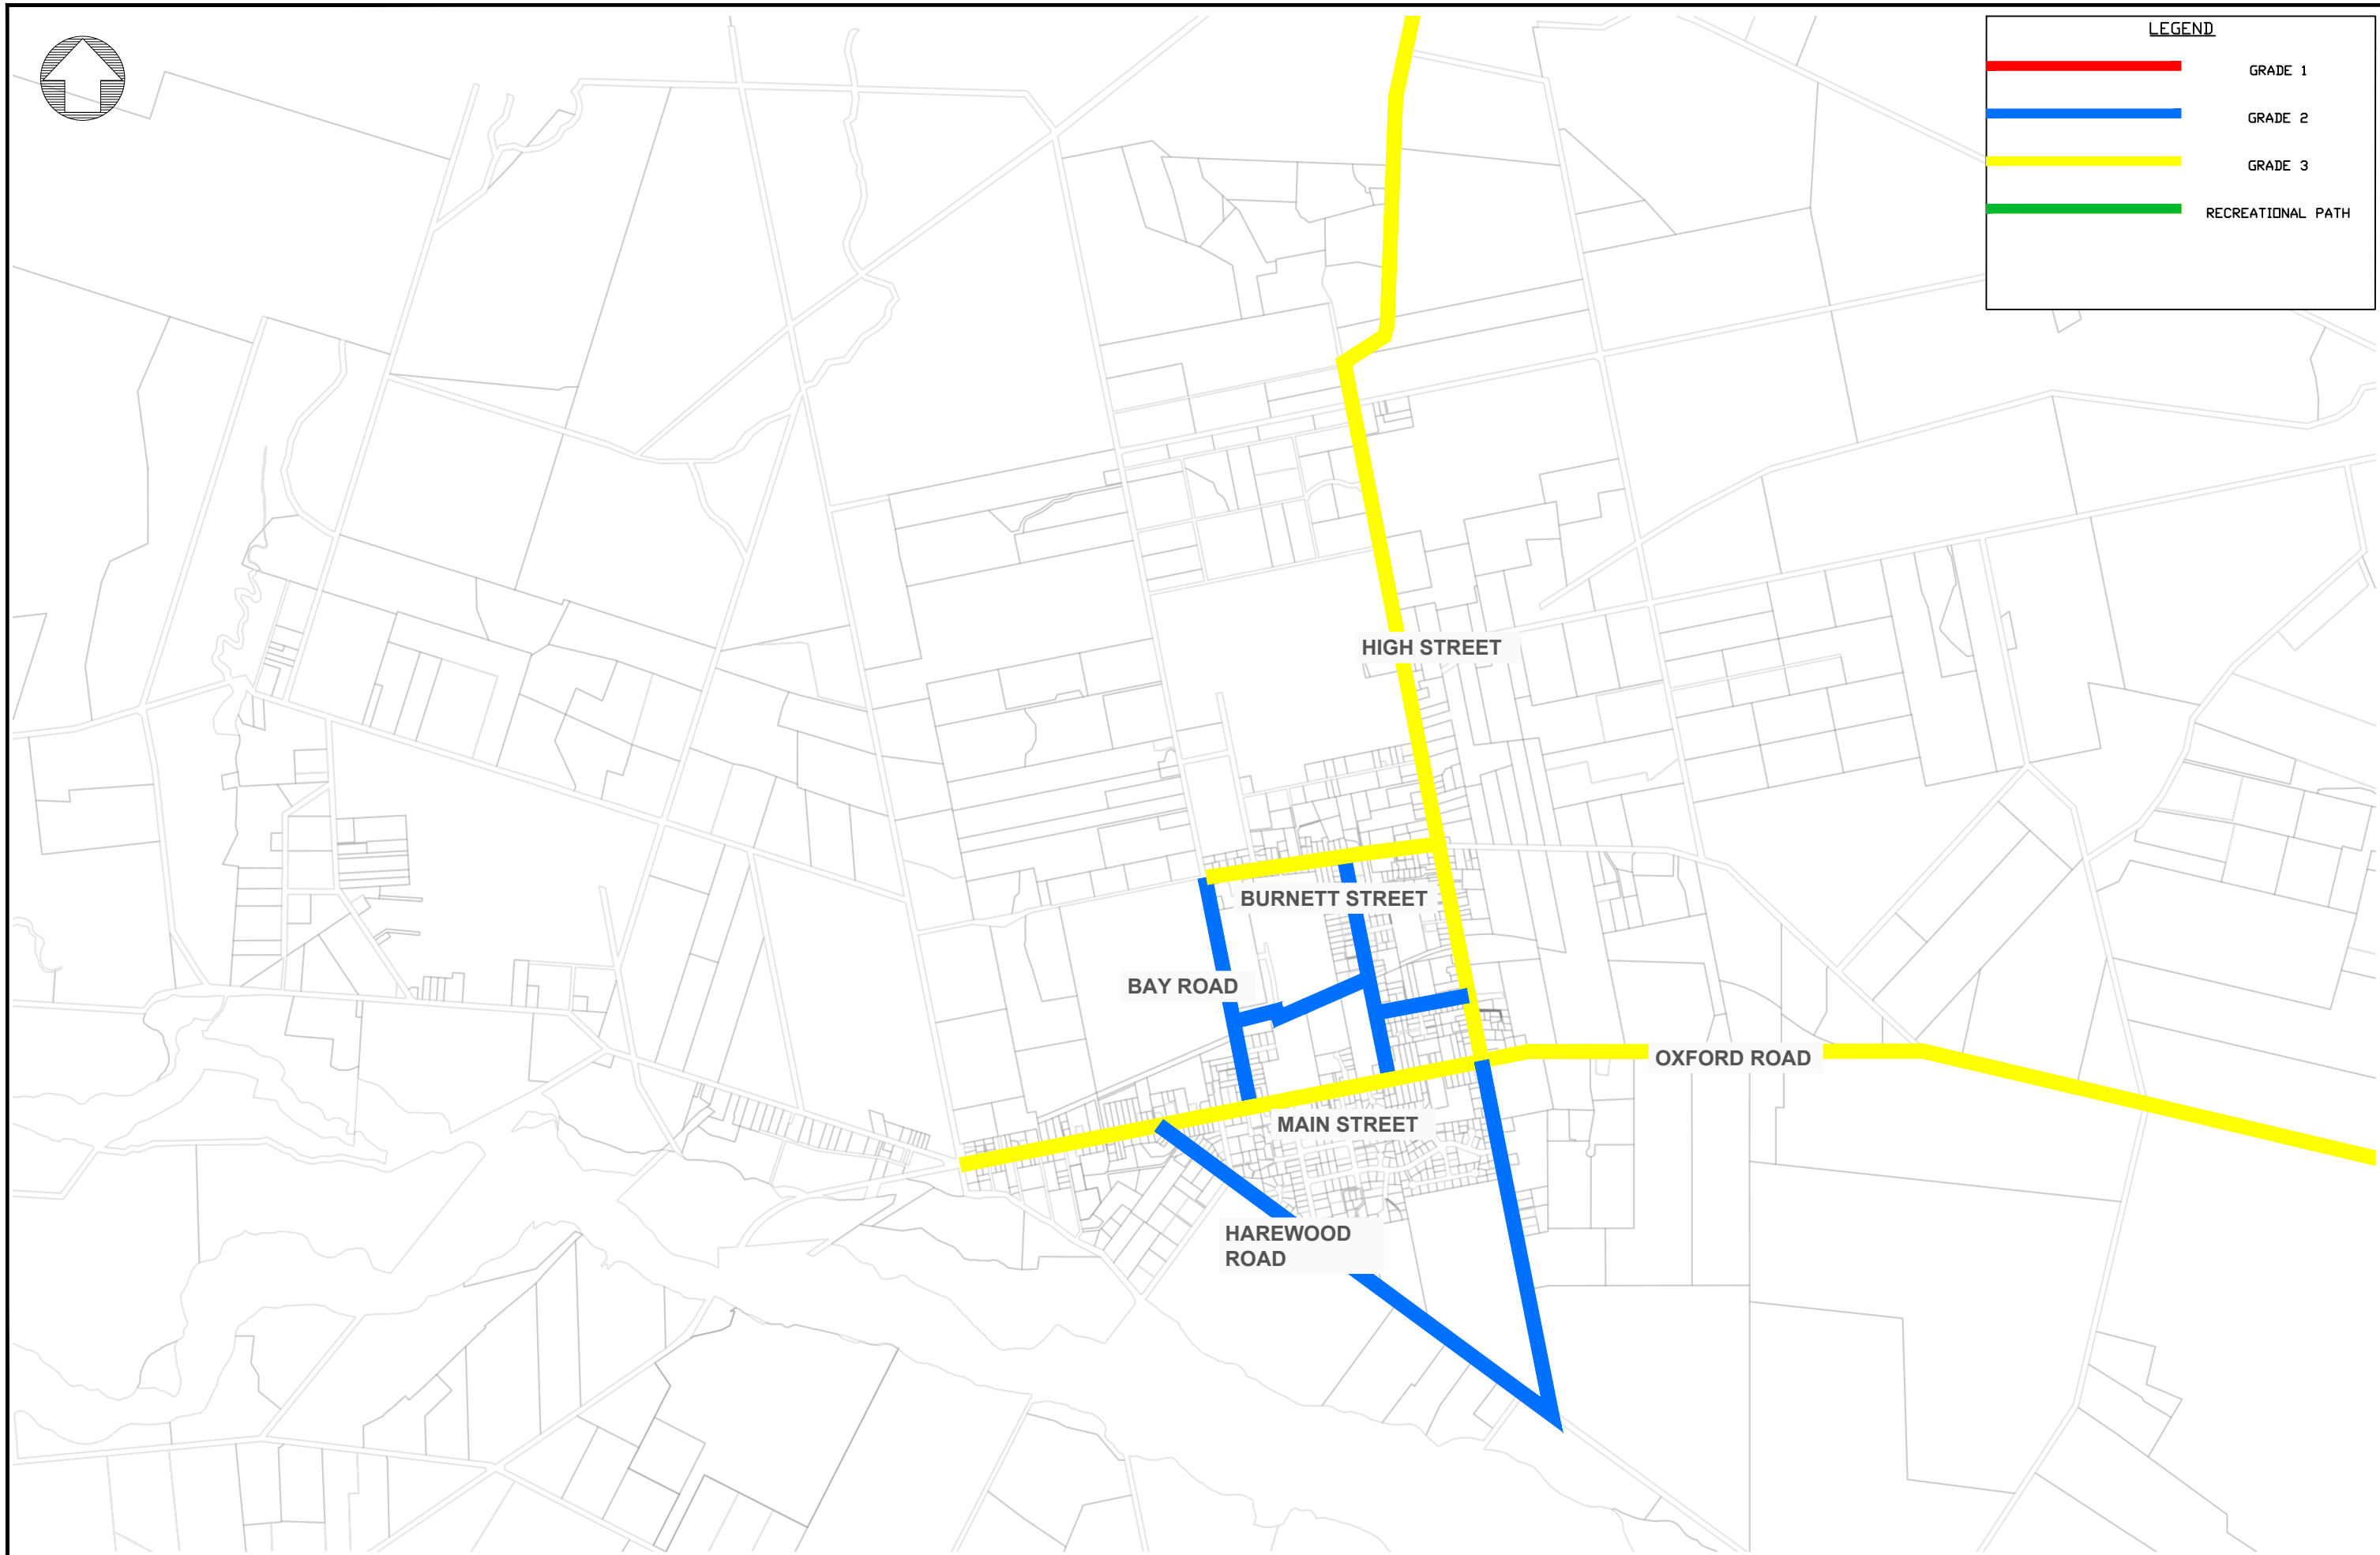 LEGEND
GRADE 1
GRADE 2
GRADE 3
RECREATIONAL PATH
HIGH STREET
BURNETT STREET
BAY ROAD
OXFORD ROAD
MAIN STREET
HAREWOOD
ROAD